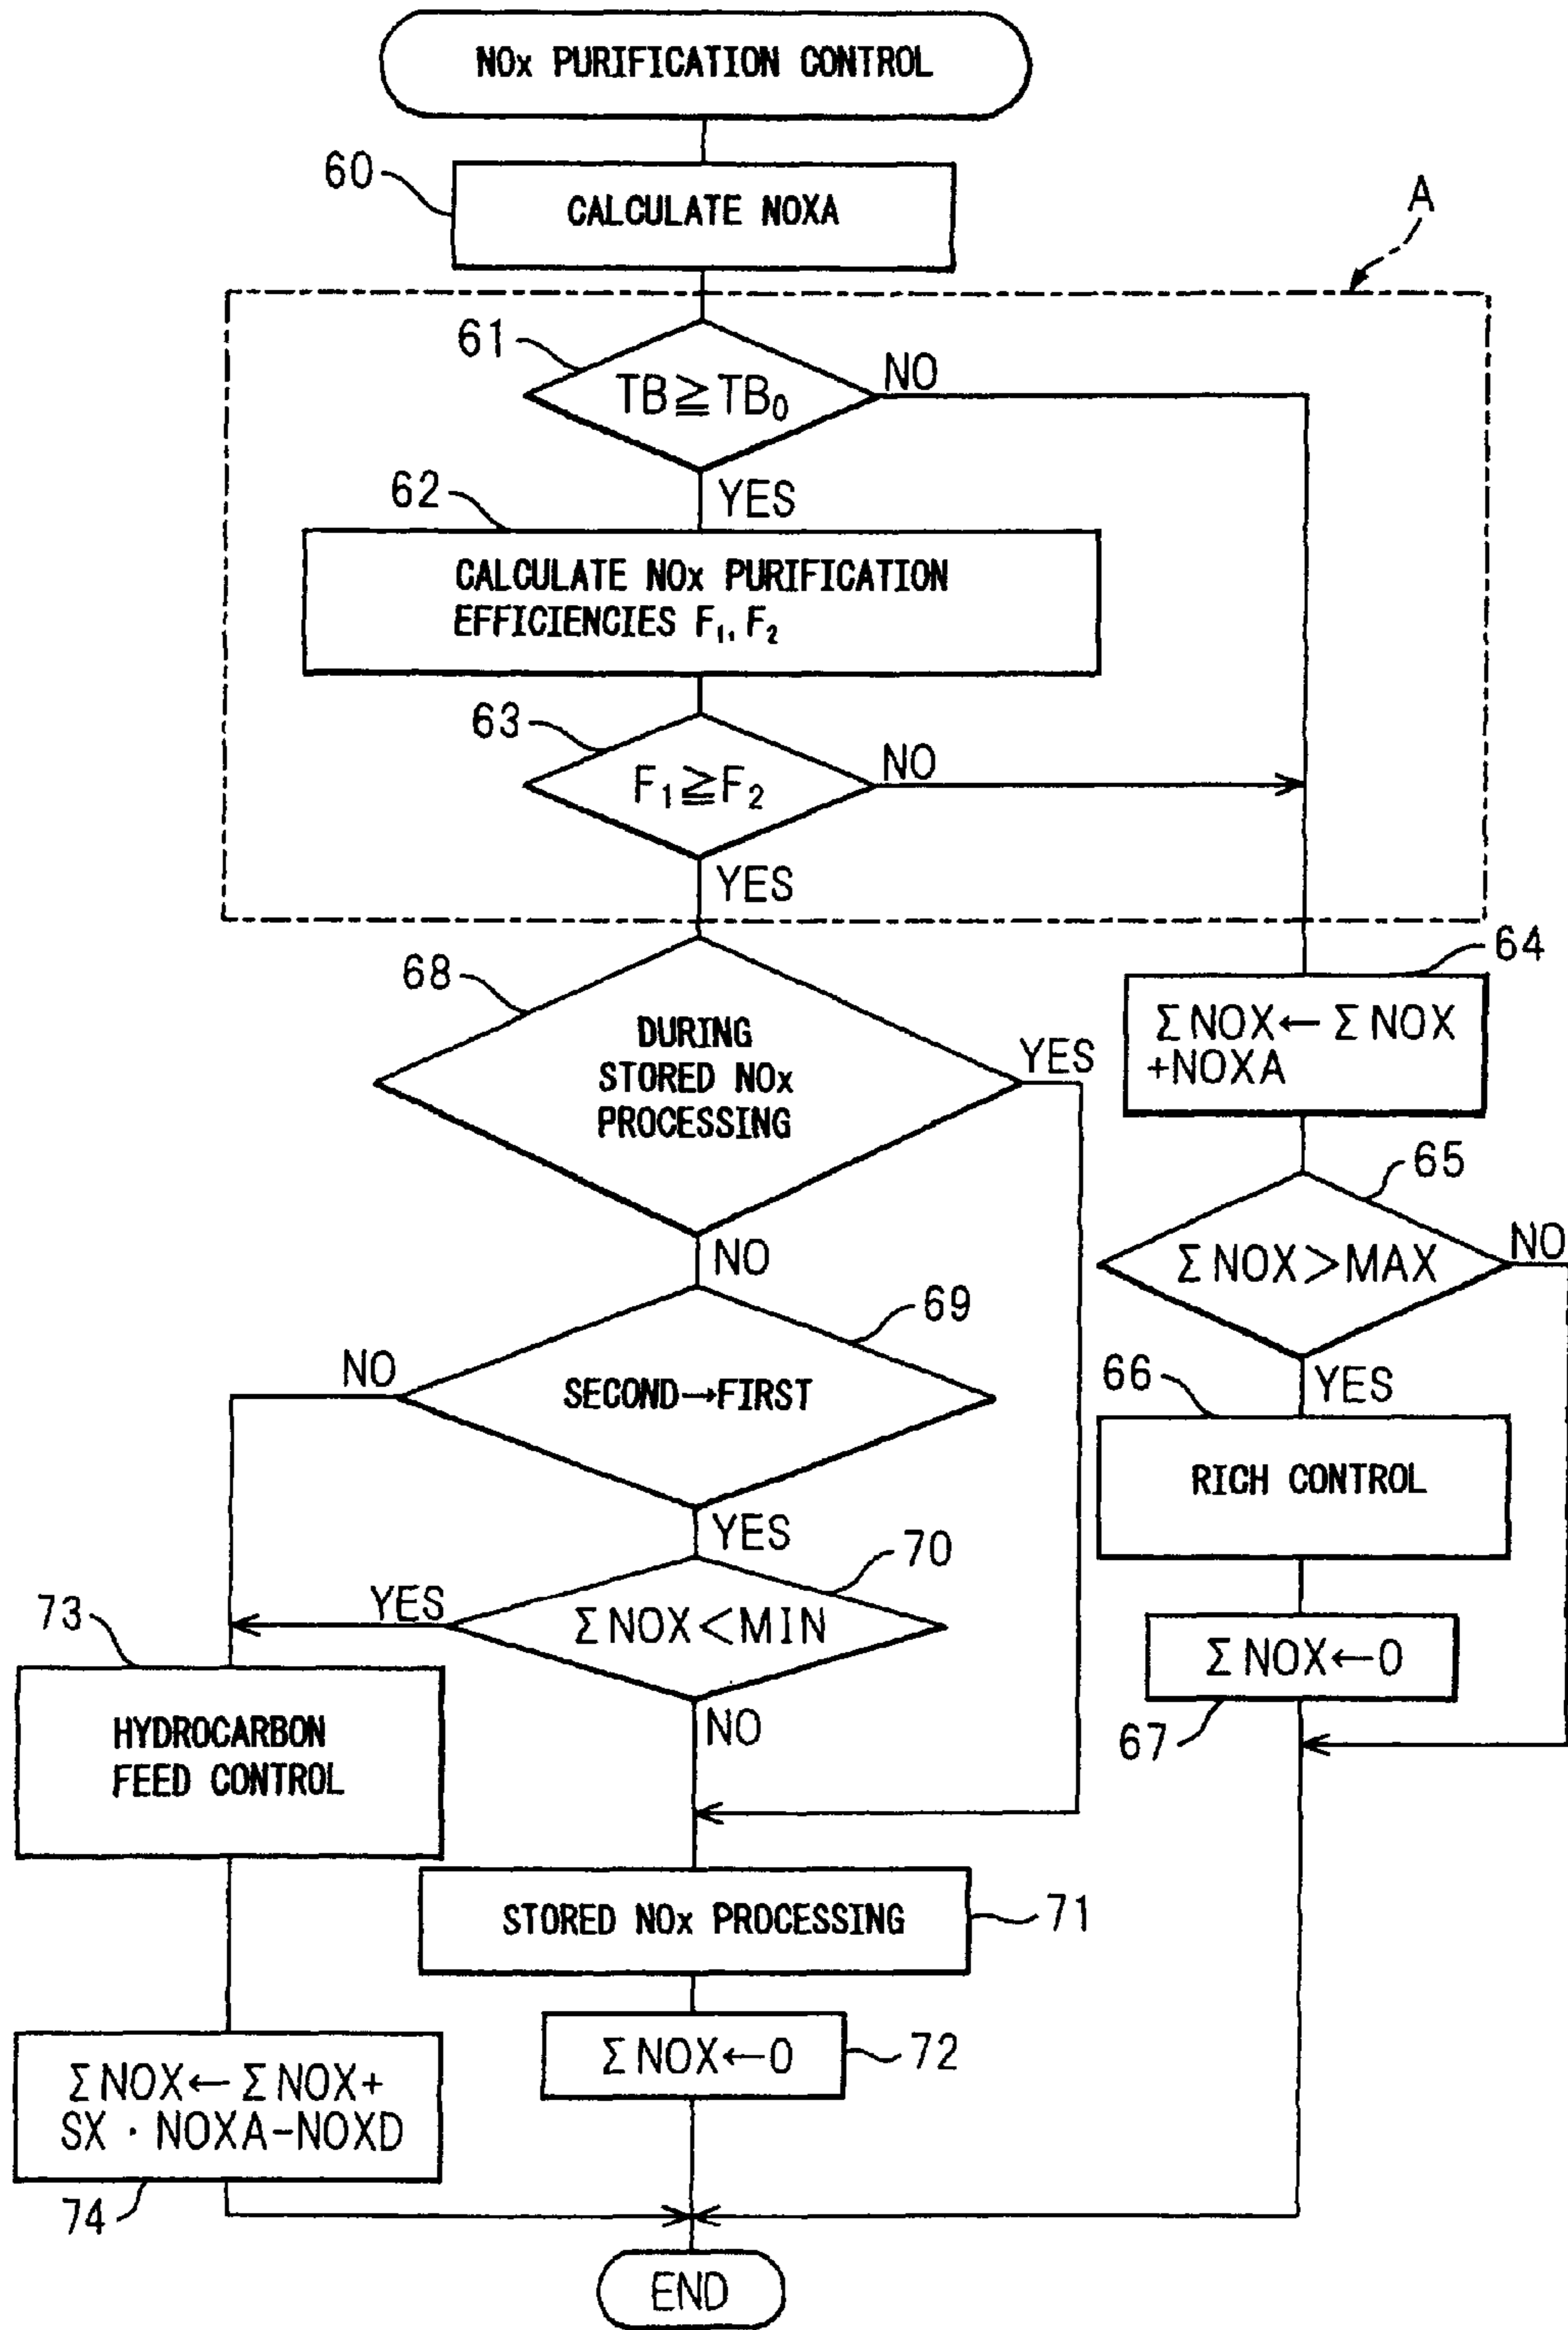 NOx PURIFICATION CONTROL
60
CALCULATE NOXA
A
61
TB≧TB₀
NO
YES
62
CALCULATE NOx PURIFICATION
EFFICIENCIES F₁, F₂
63
F₁≧F₂
NO
YES
68
DURING
STORED NOx
PROCESSING
YES
NO
64
ΣNOX←ΣNOX
+NOXA
65
ΣNOX>MAX
NO
YES
66
RICH CONTROL
ΣNOX←0
67
69
SECOND→FIRST
NO
YES
70
ΣNOX<MIN
YES
NO
73
HYDROCARBON
FEED CONTROL
STORED NOx PROCESSING
71
ΣNOX←0
72
ΣNOX←ΣNOX+
SX・NOXA-NOXD
74
END